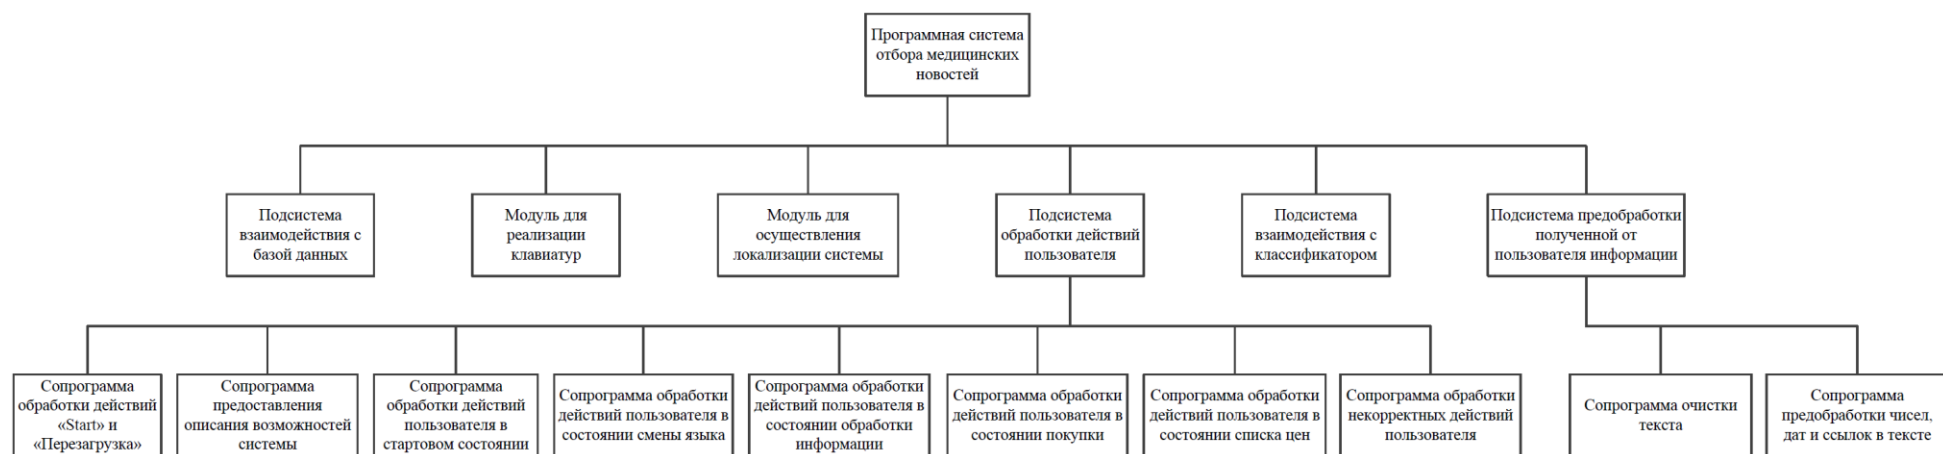 Программная система
отбора медицинских
новостей
Подсистема
взаимодействия с
базой данных
Модуль для
реализации
клавиатур
Модуль для
осуществления
локализации системы
Подсистема
обработки действий
пользователя
Подсистема
взаимодействия с
классификатором
Подсистема предобработки
полученной от
пользователя информации
Сопрограмма
обработки действий
«Start» и
«Перезагрузка»
Сопрограмма
предоставления
описания возможностей
системы
Сопрограмма
обработки действий
пользователя в
стартовом состоянии
Сопрограмма обработки
действий пользователя в
состоянии смены языка
Сопрограмма обработки
действий пользователя в
состоянии обработки
информации
Сопрограмма обработки
действий пользователя в
состоянии покупки
Сопрограмма обработки
действий пользователя в
состоянии списка цен
Сопрограмма обработки
некорректных действий
пользователя
Сопрограмма очистки
текста
Сопрограмма
предобработки чисел,
дат и ссылок в тексте